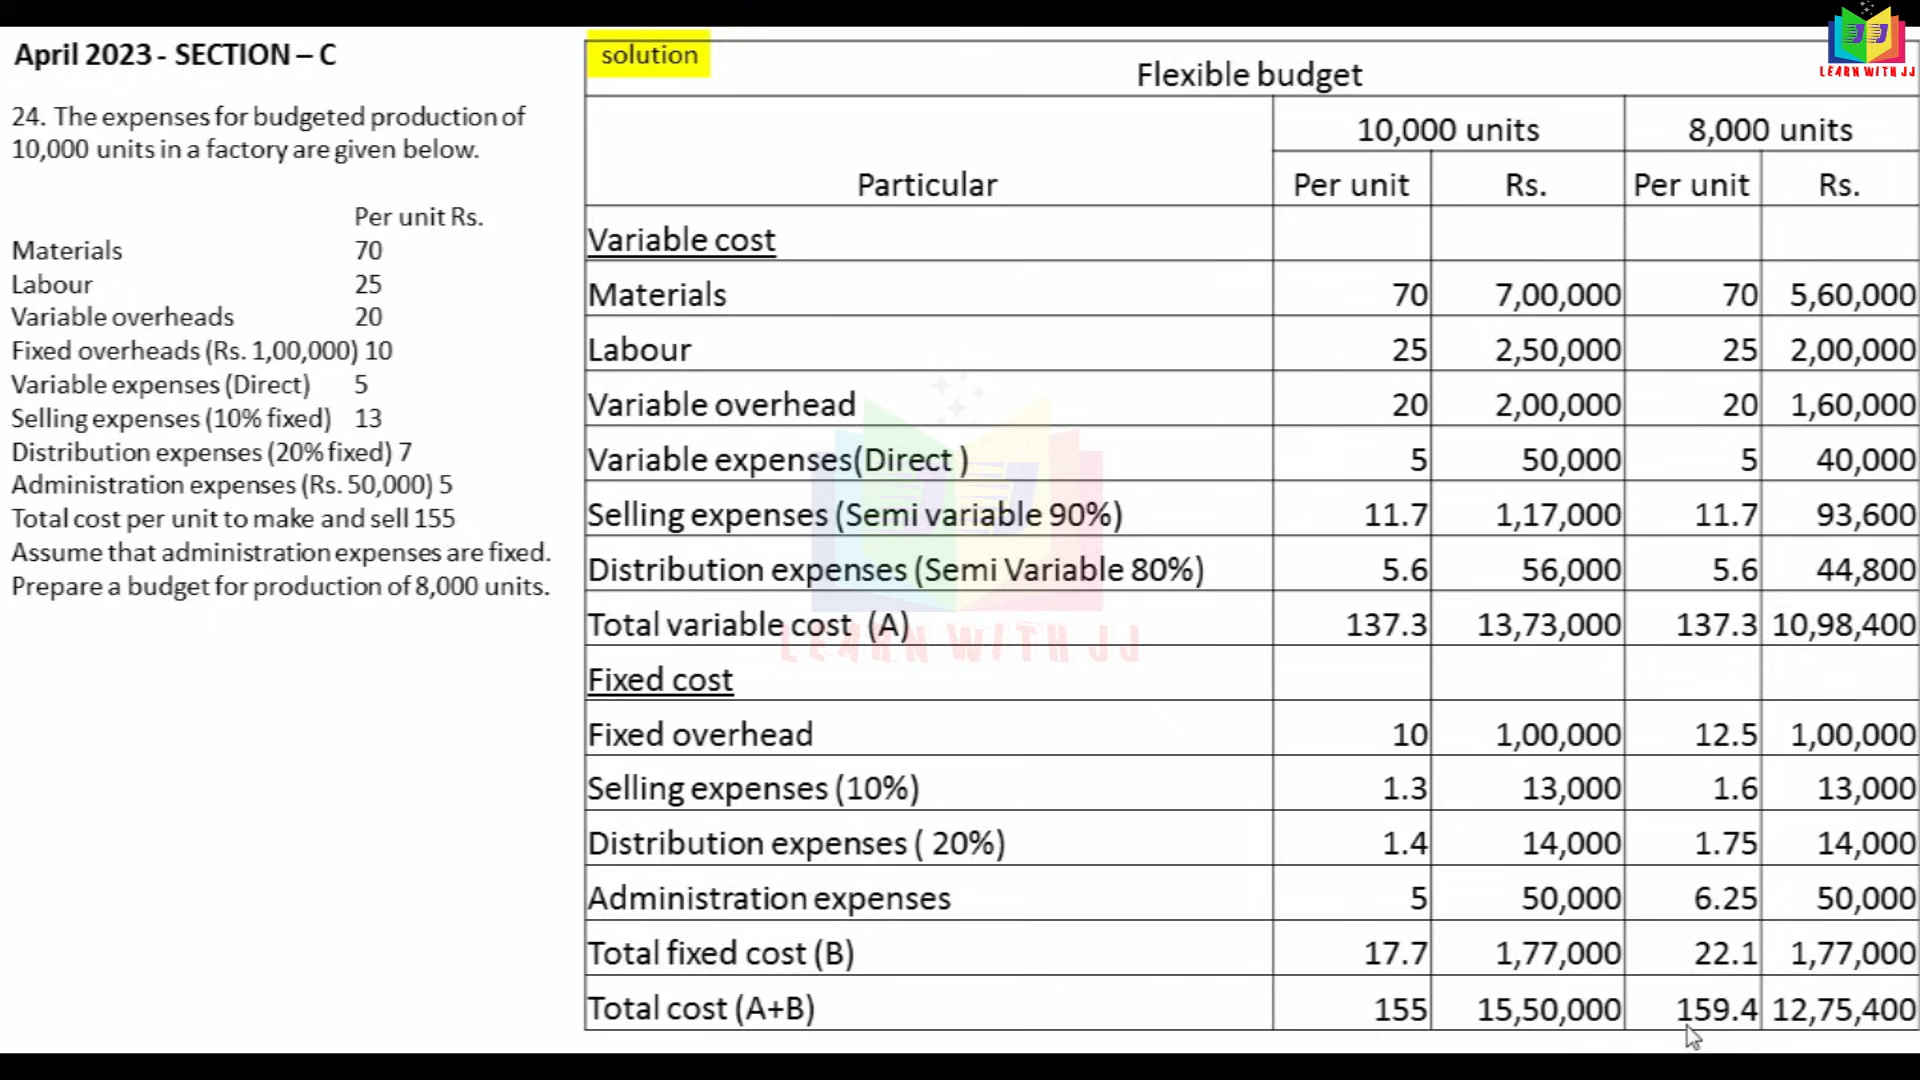 LEARN WITH JJ
April 2023 - SECTION – C
24. The expenses for budgeted production of
10,000 units in a factory are given below.
Per unit Rs.
Materials 70
Labour 25
Variable overheads 20
Fixed overheads (Rs. 1,00,000) 10
Variable expenses (Direct) 5
Selling expenses (10% fixed) 13
Distribution expenses (20% fixed) 7
Administration expenses (Rs. 50,000) 5
Total cost per unit to make and sell 155
Assume that administration expenses are fixed.
Prepare a budget for production of 8,000 units.
solution
Flexible budget
10,000 units 8,000 units
Particular Per unit Rs. Per unit Rs.
Variable cost
Materials 70 7,00,000 70 5,60,000
Labour 25 2,50,000 25 2,00,000
Variable overhead 20 2,00,000 20 1,60,000
Variable expenses(Direct ) 5 50,000 5 40,000
Selling expenses (Semi variable 90%) 11.7 1,17,000 11.7 93,600
Distribution expenses (Semi Variable 80%) 5.6 56,000 5.6 44,800
Total variable cost (A) 137.3 13,73,000 137.3 10,98,400
LEARN WITH JJ
Fixed cost
Fixed overhead 10 1,00,000 12.5 1,00,000
Selling expenses (10%) 1.3 13,000 1.6 13,000
Distribution expenses ( 20%) 1.4 14,000 1.75 14,000
Administration expenses 5 50,000 6.25 50,000
Total fixed cost (B) 17.7 1,77,000 22.1 1,77,000
Total cost (A+B) 155 15,50,000 159.4 12,75,400